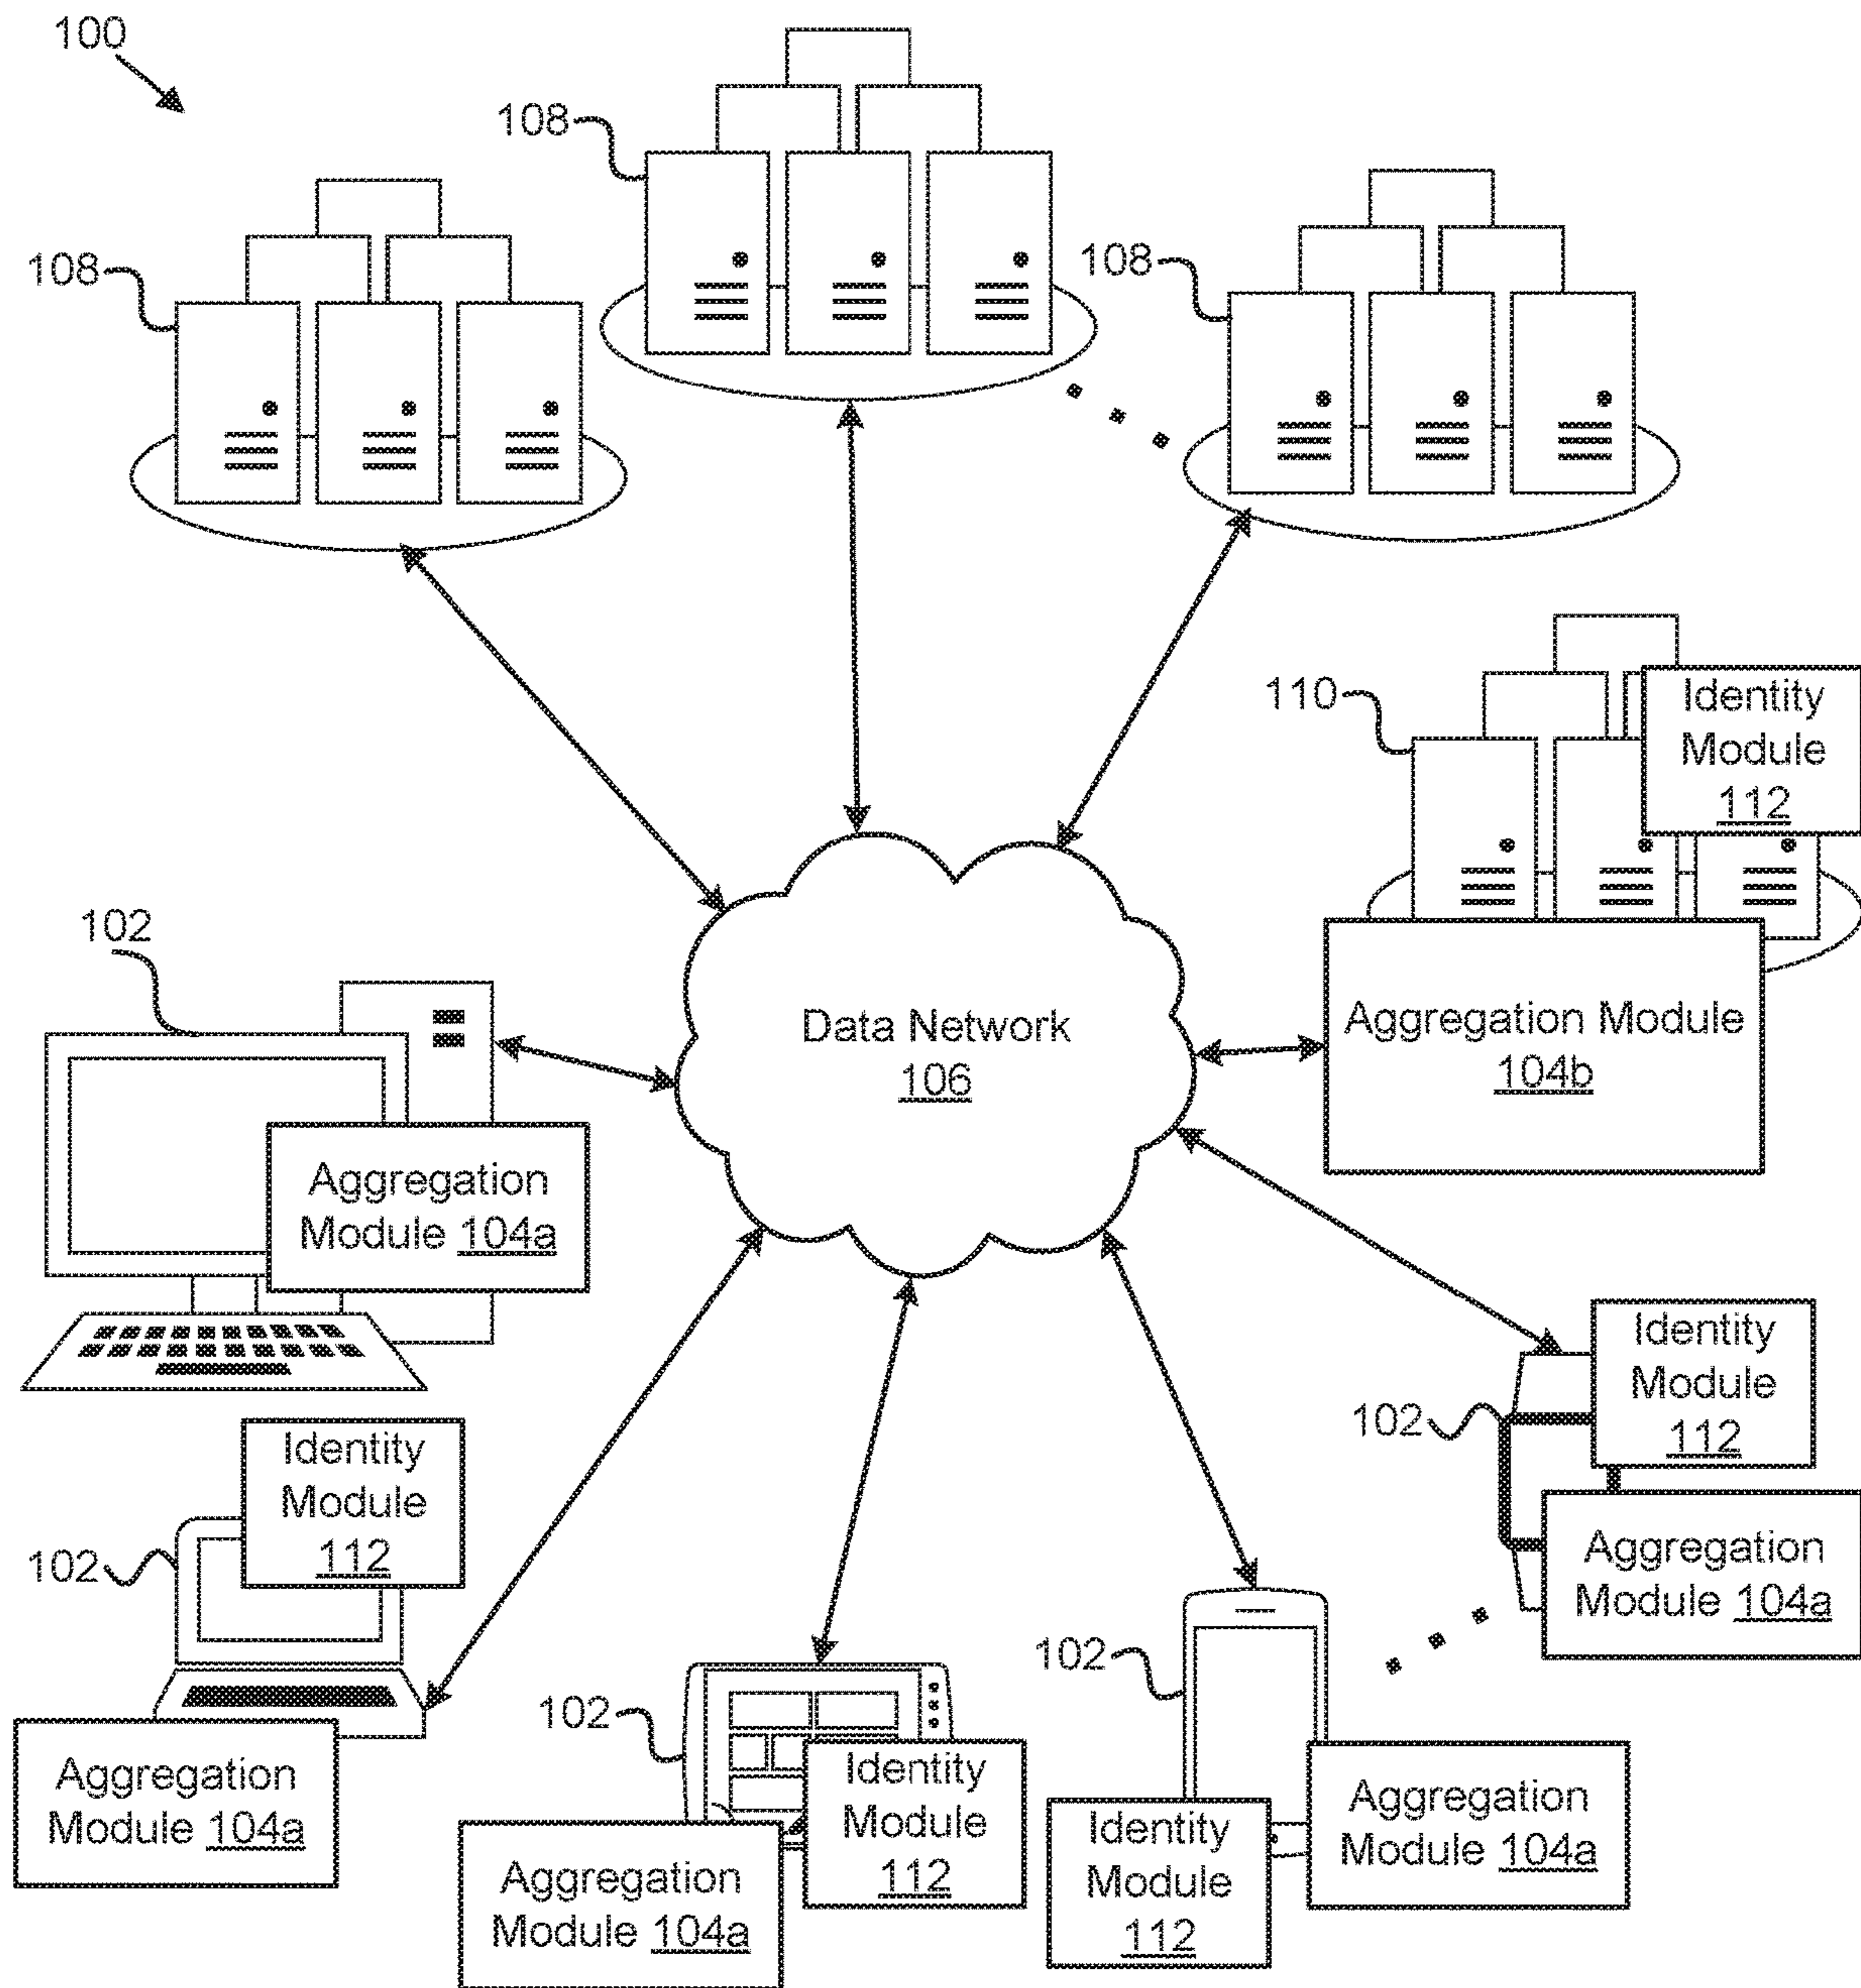 100
108
108
108
110
Identity
Module
112
102
Data Network
106
Aggregation Module
104b
Aggregation
Module 104a
Identity
Module
112
102
Aggregation
Module 104a
Identity
Module
112
102
Aggregation
Module 104a
102
Identity
Module
112
Aggregation
Module 104a
102
Aggregation
Module 104a
Identity
Module
112